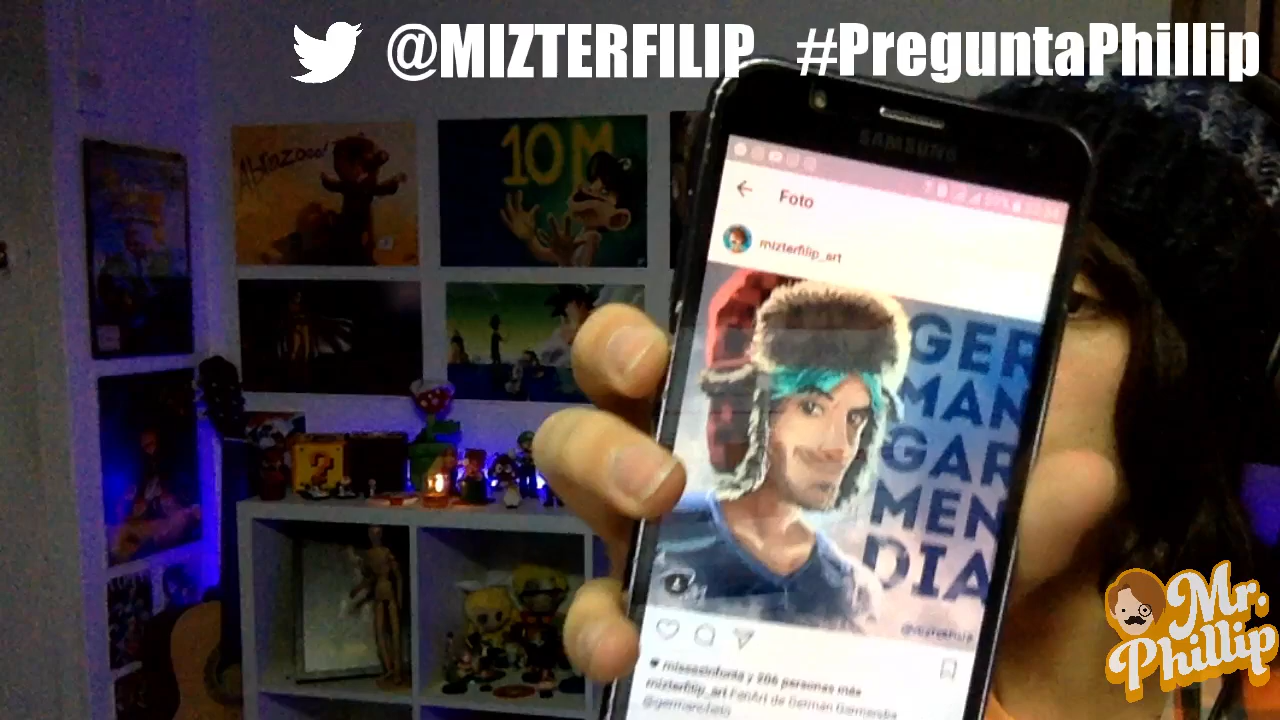 @MIZTERFILIP #PreguntaPhillip
Abrazooo!
10M
SAMSUNG
Foto
mizterfilip_art
GER
MAN
GAR
MEN
DIA
y 206 personas más
mizterfilip_art FanArt de German Garmendia
Mr.
Phillip